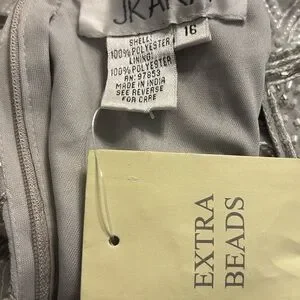 JKARA
16
SHELL:
100% POLYESTER
LINING:
100% POLYESTER
RN: 97853
MADE IN INDIA
SEE REVERSE
FOR CARE
EXTRA
BEADS